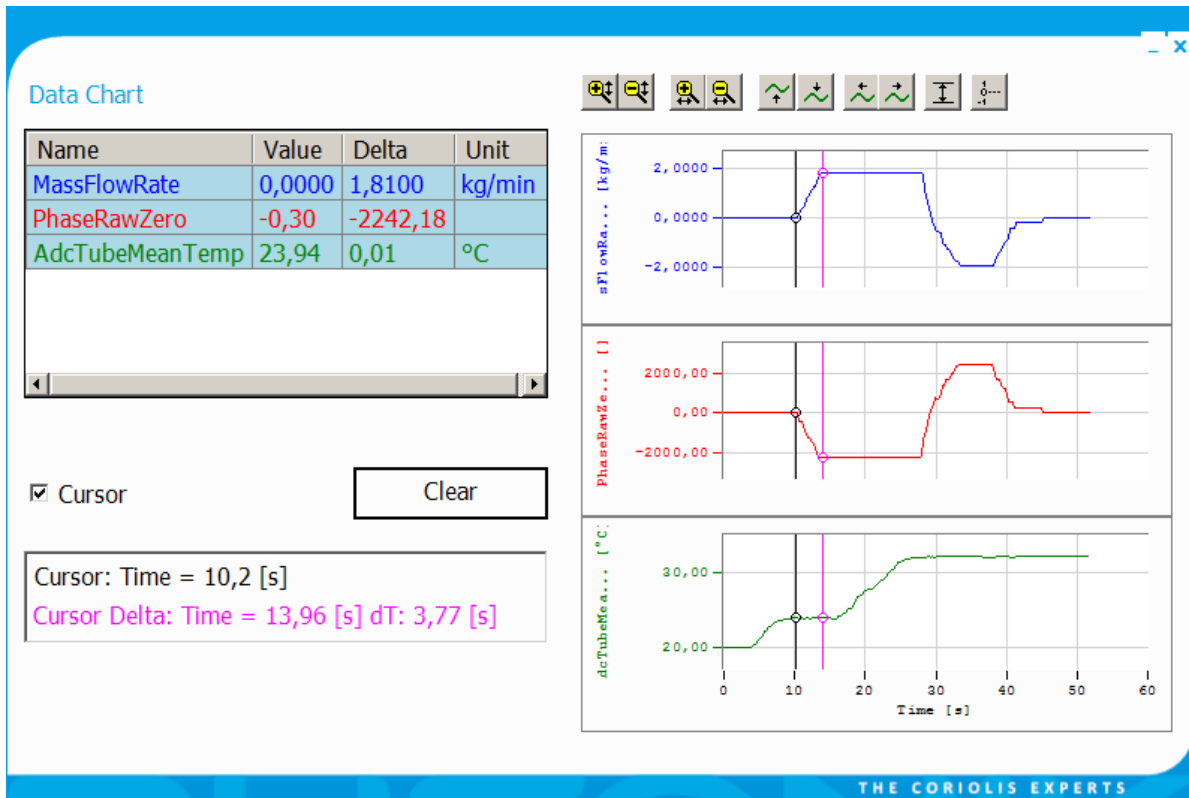 Data Chart
Name Value Delta Unit
MassFlowRate 0,0000 1,8100 kg/min
PhaseRawZero -0,30 -2242,18
AdcTubeMeanTemp 23,94 0,01 °C
Cursor
Clear
Cursor: Time = 10,2 [s]
Cursor Delta: Time = 13,96 [s] dT: 3,77 [s]
sFlowRa... [kg/m:
2,0000
0,0000
-2,0000
PhaseRawZe... []
2000,00
0,00
-2000,00
dcTubeMea... [°C:
30,00
20,00
0 10 20 30 40 50 60
Time [s]
THE CORIOLIS EXPERTS